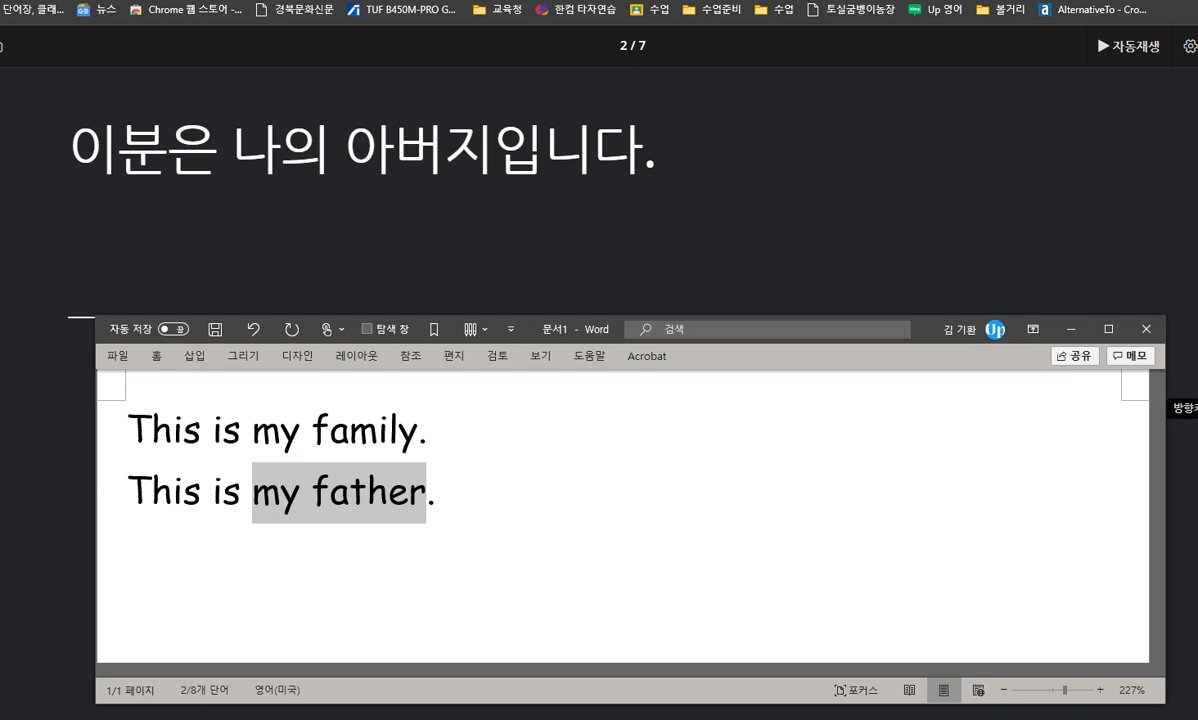 단어장, 클래... 뉴스 Chrome 웹 스토어 -... 경북문화신문 TUF B450M-PRO G... 교육청 한컴 타자연습 수업 수업준비 수업 토실굼벵이농장 Up 영어 볼거리 AlternativeTo - Cro...
2 / 7 ▶ 자동재생
이분은 나의 아버지입니다.
자동 저장 끔 탐색 창 문서1 - Word 검색 김 기환 Up
파일 홈 삽입 그리기 디자인 레이아웃 참조 편지 검토 보기 도움말 Acrobat 공유 메모
This is my family.
방향키
This is my father.
1/1 페이지 2/8개 단어 영어(미국) 포커스 227%